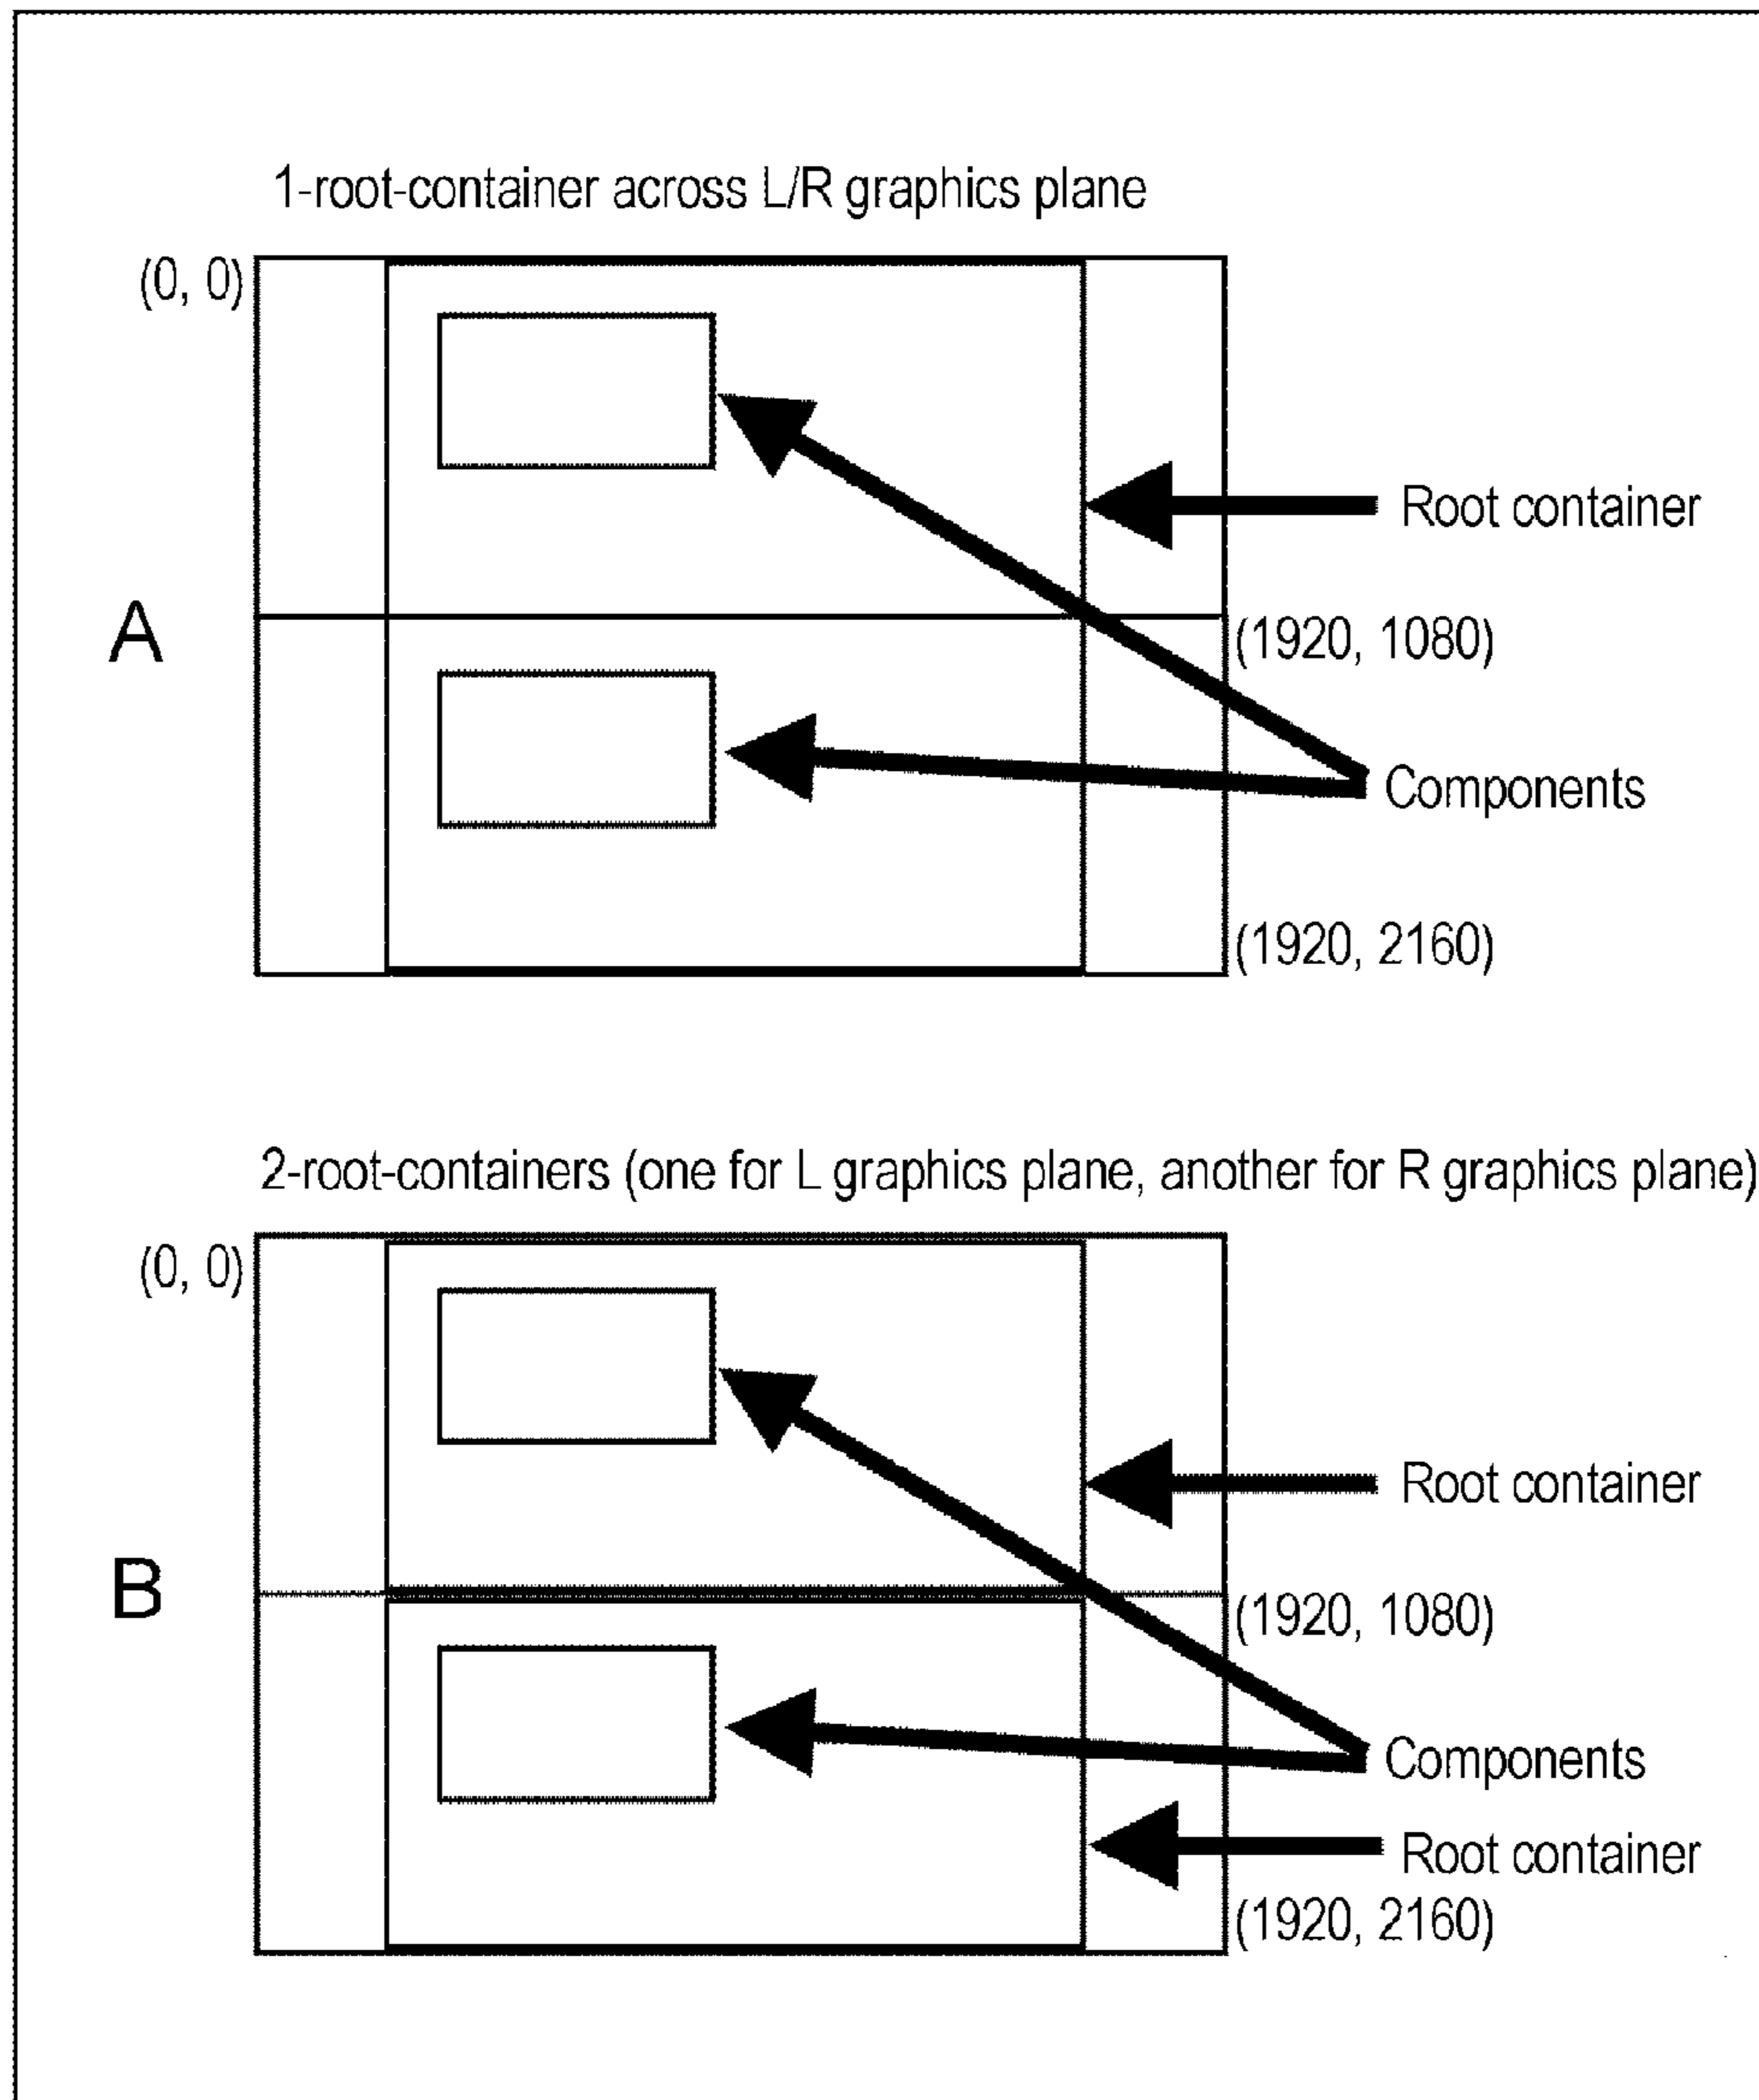 1-root-container across L/R graphics plane
(0, 0)
Root container
A
(1920, 1080)
Components
(1920, 2160)
2-root-containers (one for L graphics plane, another for R graphics plane)
(0, 0)
Root container
B
(1920, 1080)
Components
Root container
(1920, 2160)